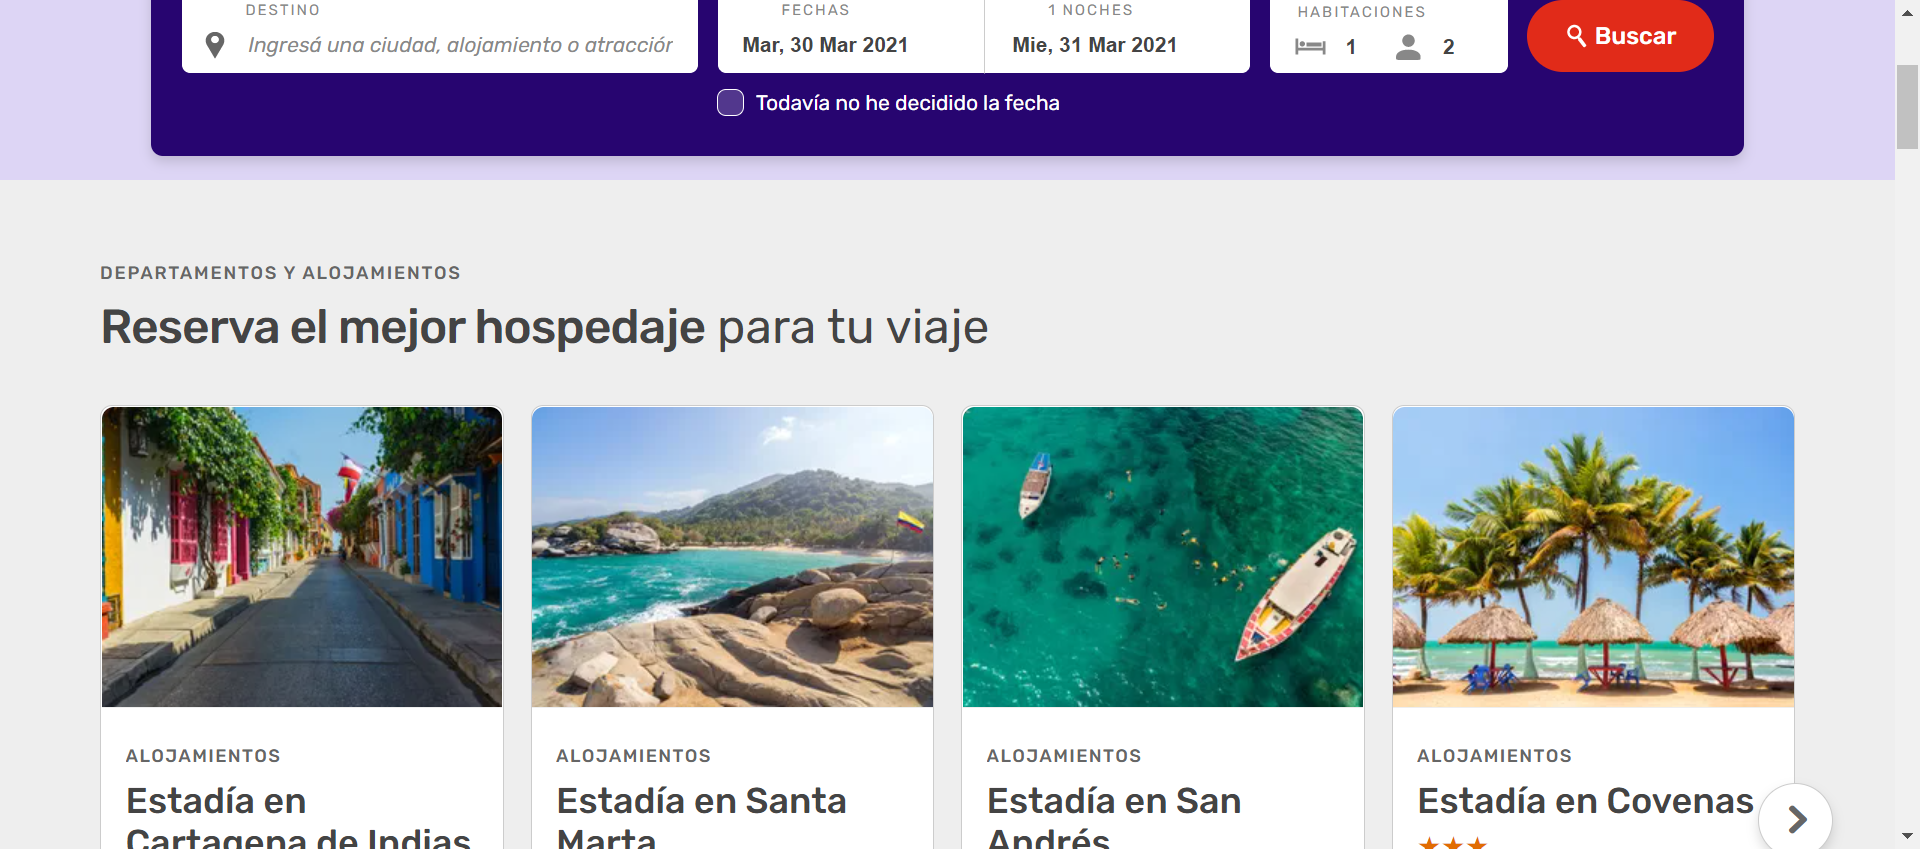 DESTINO
FECHAS
1 NOCHES
HABITACIONES
Ingresá una ciudad, alojamiento o atracción
Mar, 30 Mar 2021
Mie, 31 Mar 2021
1
2
Buscar
Todavía no he decidido la fecha
DEPARTAMENTOS Y ALOJAMIENTOS
Reserva el mejor hospedaje para tu viaje
ALOJAMIENTOS
Estadía en
Cartagena de Indias
ALOJAMIENTOS
Estadía en Santa
Marta
ALOJAMIENTOS
Estadía en San
Andrés
ALOJAMIENTOS
Estadía en Covenas